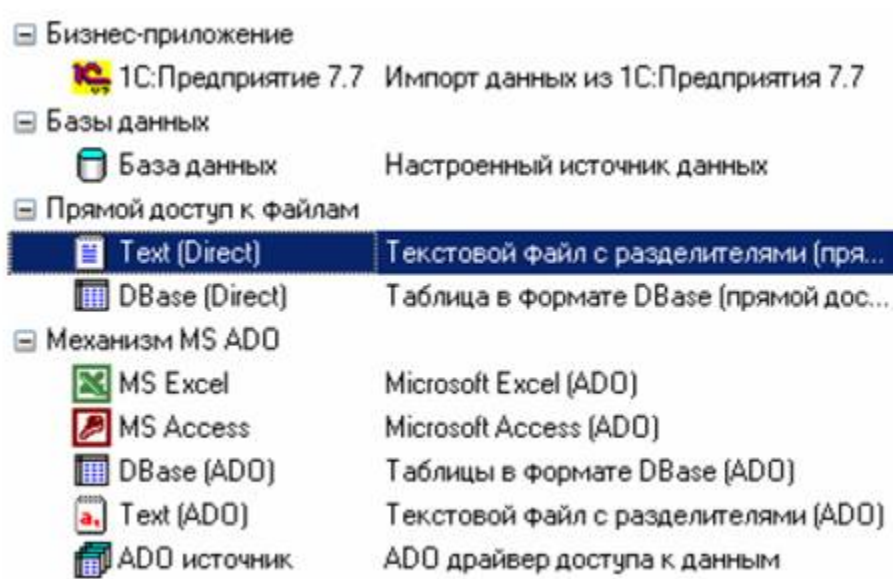 Бизнес-приложение
1С:Предприятие 7.7 Импорт данных из 1С:Предприятия 7.7
Базы данных
База данных Настроенный источник данных
Прямой доступ к файлам
Text (Direct) Текстовой файл с разделителями (пря...
DBase (Direct) Таблица в формате DBase (прямой дос...
Механизм MS ADO
MS Excel Microsoft Excel (ADO)
MS Access Microsoft Access (ADO)
DBase (ADO) Таблицы в формате DBase (ADO)
Text (ADO) Текстовой файл с разделителями (ADO)
ADO источник ADO драйвер доступа к данным